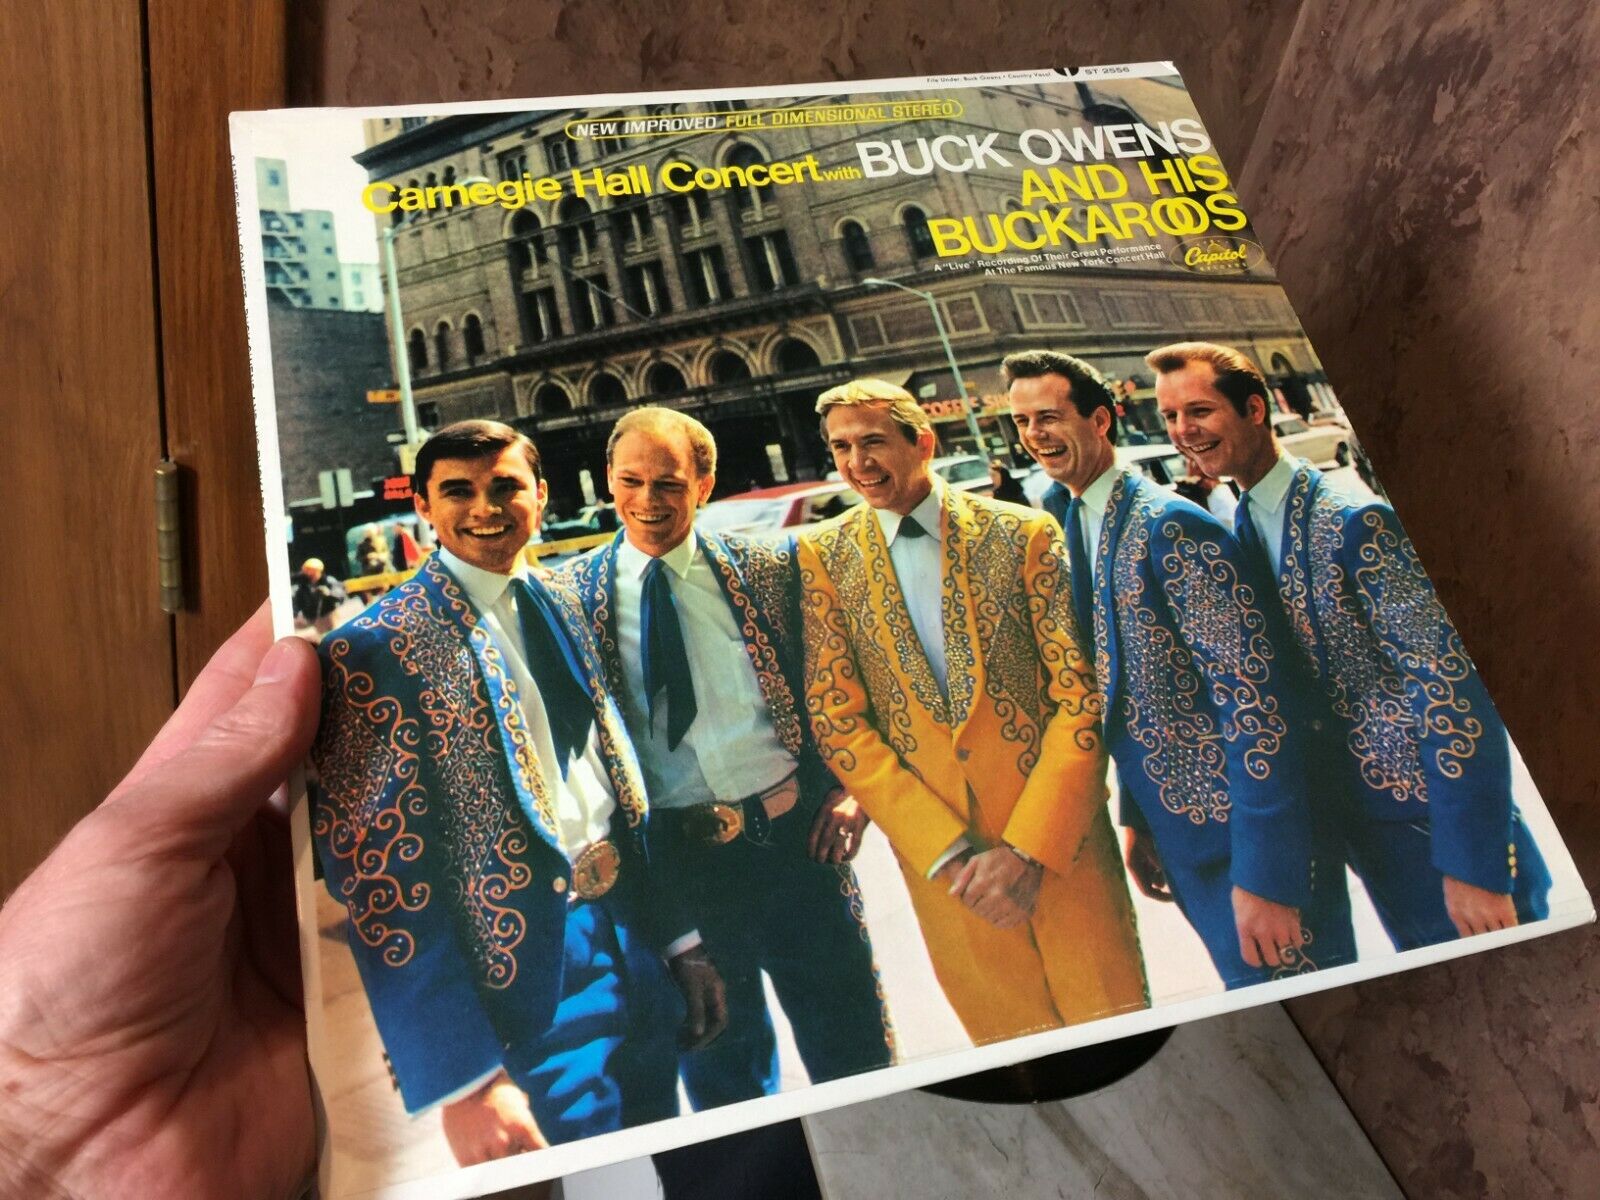 File Under: Buck Owens • Country Vocal
ST 2556
NEW IMPROVED FULL DIMENSIONAL STEREO
Carnegie Hall Concert with BUCK OWENS
AND HIS
BUCKAROOS
A "Live" Recording Of Their Great Performance
At The Famous New York Concert Hall
Capitol
RECORDS
COFFEE SHOP